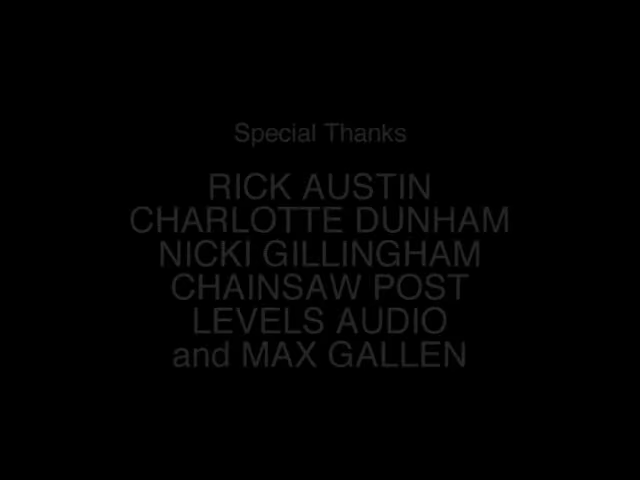 Special Thanks
RICK AUSTIN
CHARLOTTE DUNHAM
NICKI GILLINGHAM
CHAINSAW POST
LEVELS AUDIO
and MAX GALLEN